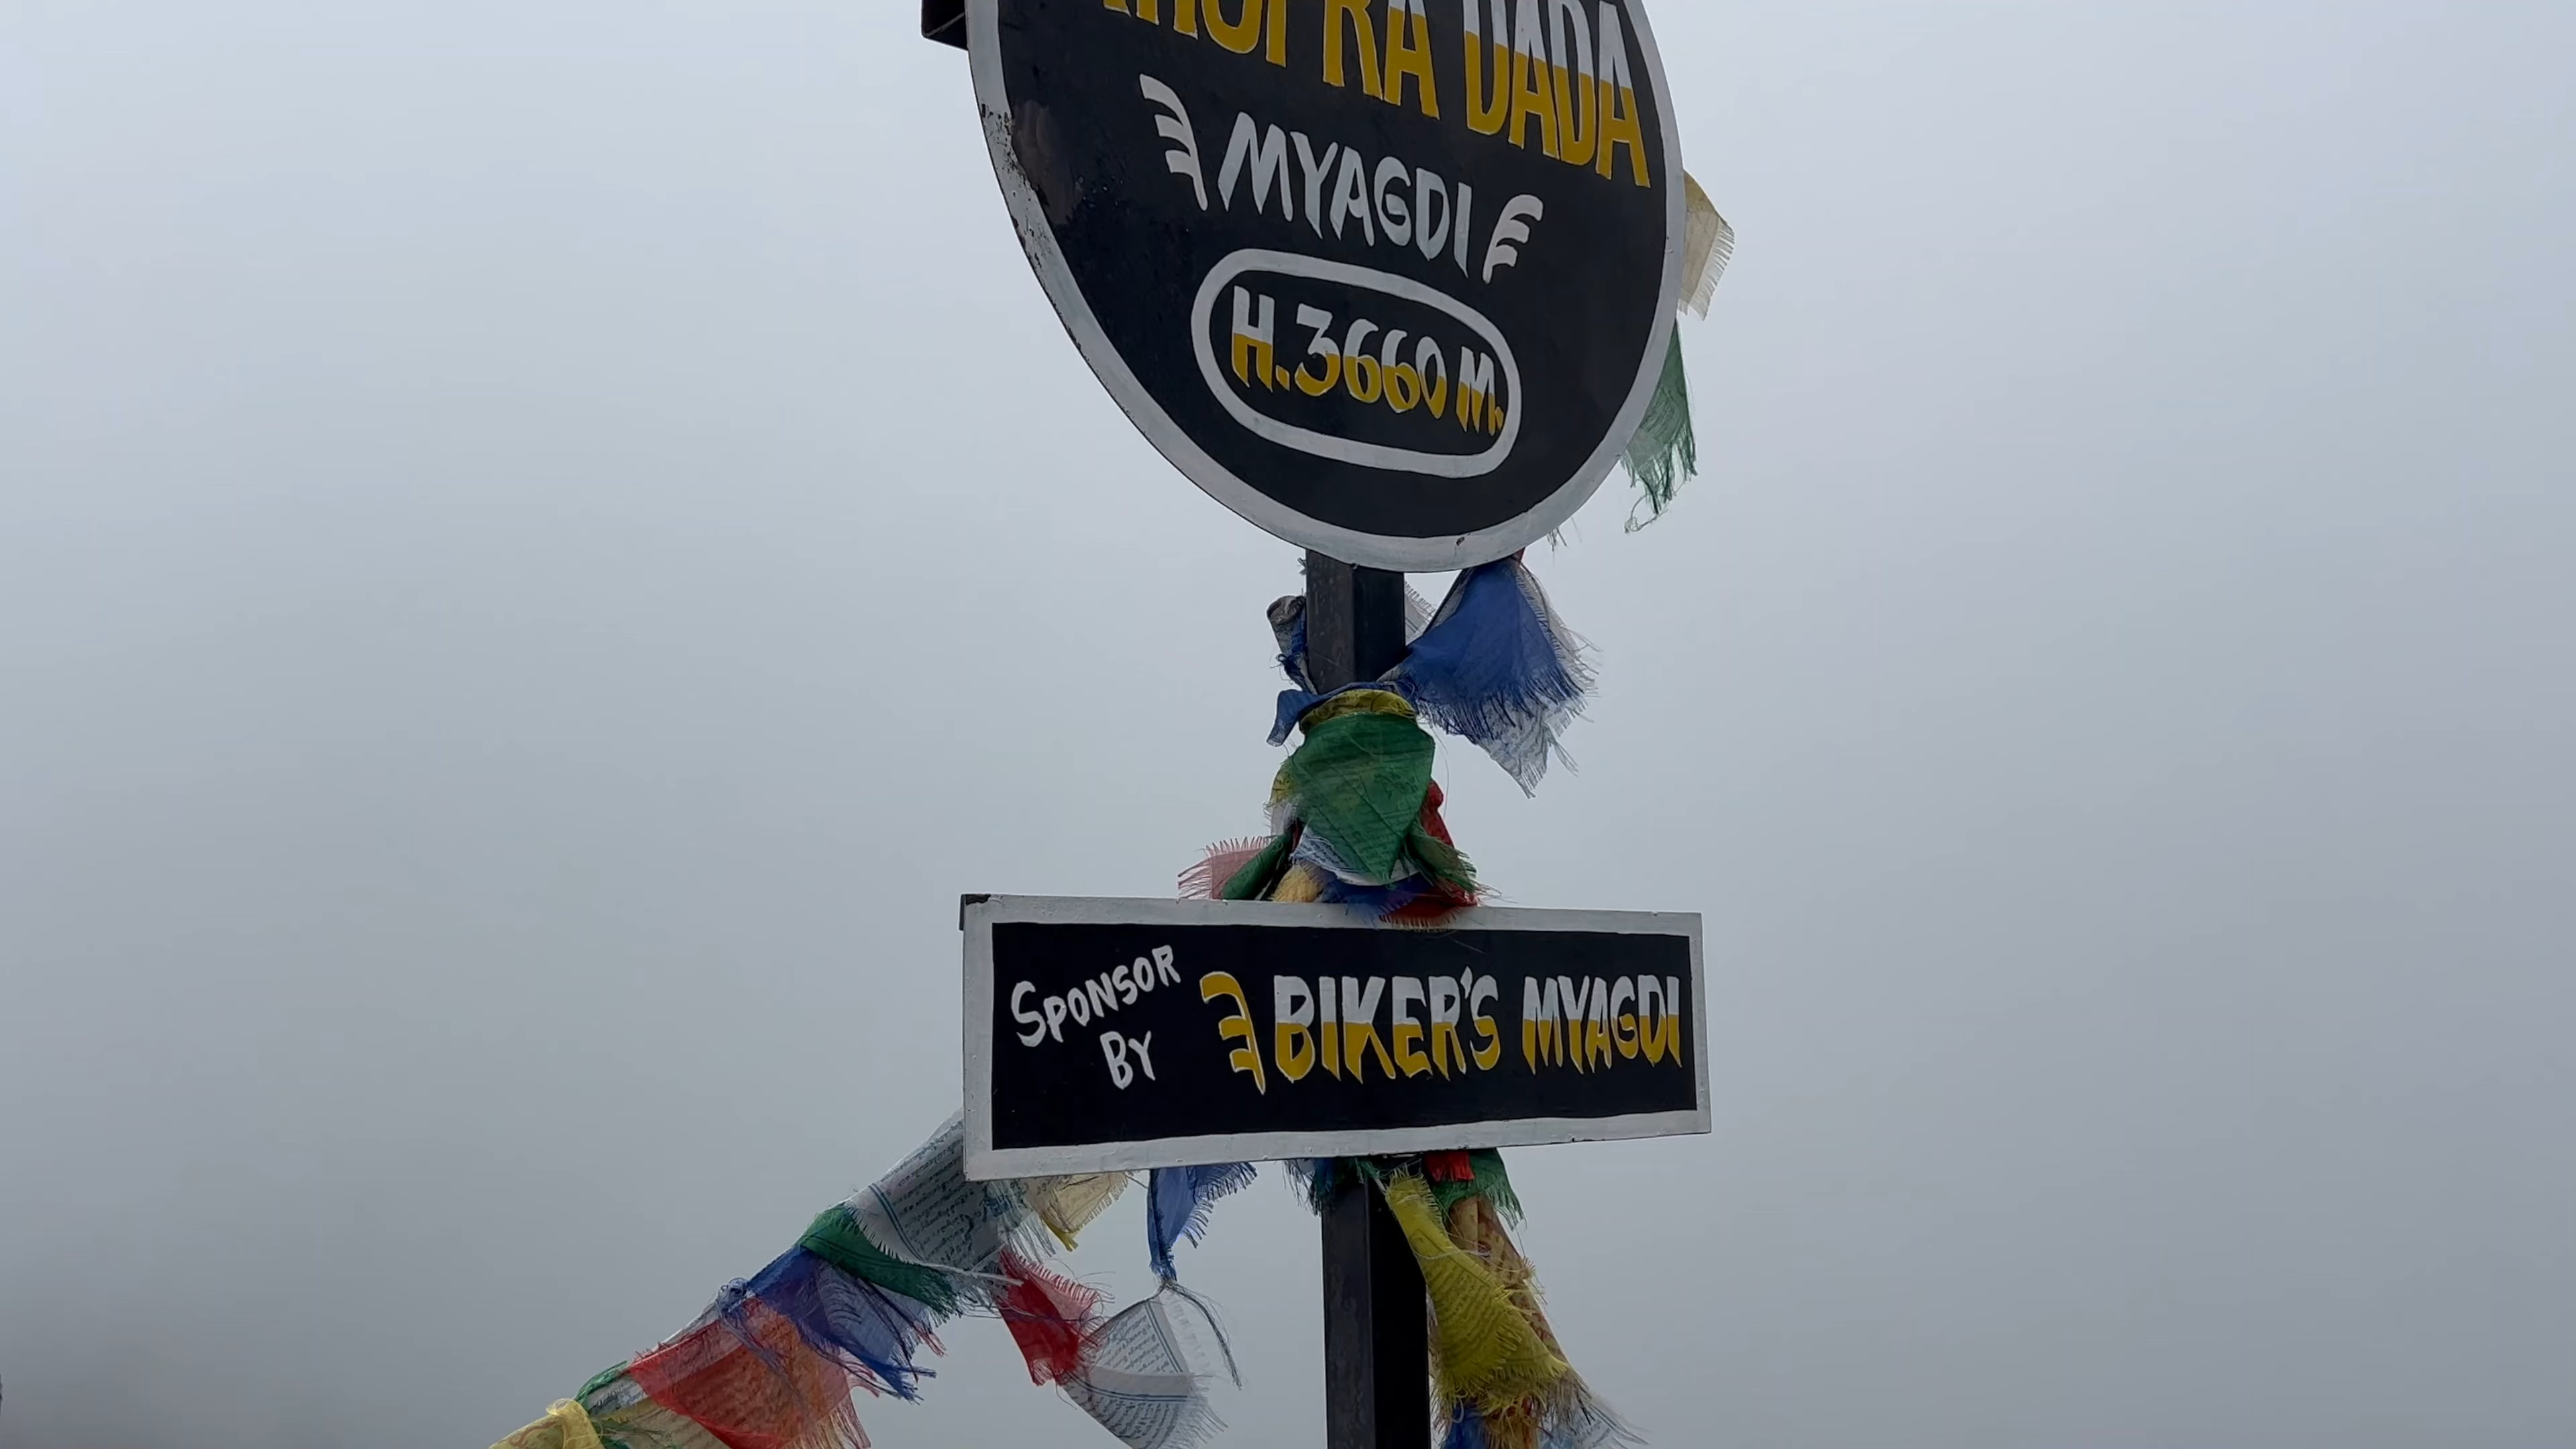 DADA
MYAGDI
H.3660 M.
SPONSOR
BY
BIKER'S MYAGDI